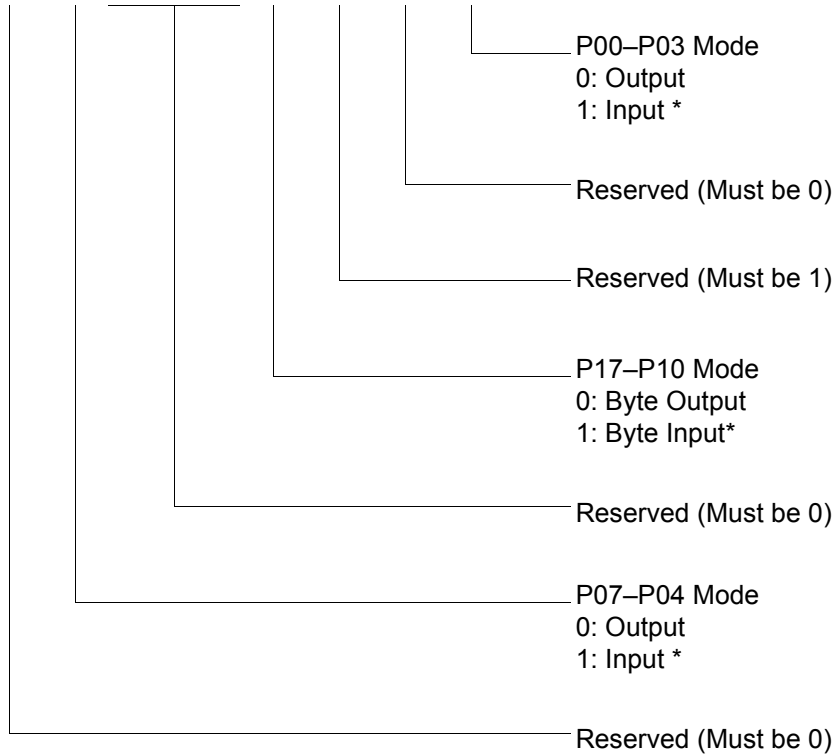 P00–P03 Mode
0: Output
1: Input *
Reserved (Must be 0)
Reserved (Must be 1)
P17–P10 Mode
0: Byte Output
1: Byte Input*
Reserved (Must be 0)
P07–P04 Mode
0: Output
1: Input *
Reserved (Must be 0)